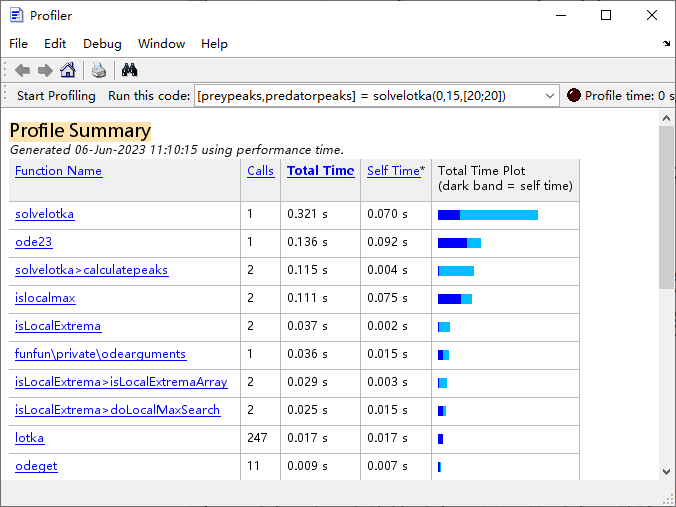 Profiler
File Edit Debug Window Help
Start Profiling Run this code: [preypeaks,predatorpeaks] = solvelotka(0,15,[20;20]) Profile time: 0 s
Profile Summary
Generated 06-Jun-2023 11:10:15 using performance time.
Function Name Calls Total Time Self Time* Total Time Plot
(dark band = self time)
solvelotka 1 0.321 s 0.070 s
ode23 1 0.136 s 0.092 s
solvelotka>calculatepeaks 2 0.115 s 0.004 s
islocalmax 2 0.111 s 0.075 s
isLocalExtrema 2 0.037 s 0.002 s
funfun\private\odearguments 1 0.036 s 0.015 s
isLocalExtrema>isLocalExtremaArray 2 0.029 s 0.003 s
isLocalExtrema>doLocalMaxSearch 2 0.025 s 0.015 s
lotka 247 0.017 s 0.017 s
odeget 11 0.009 s 0.007 s